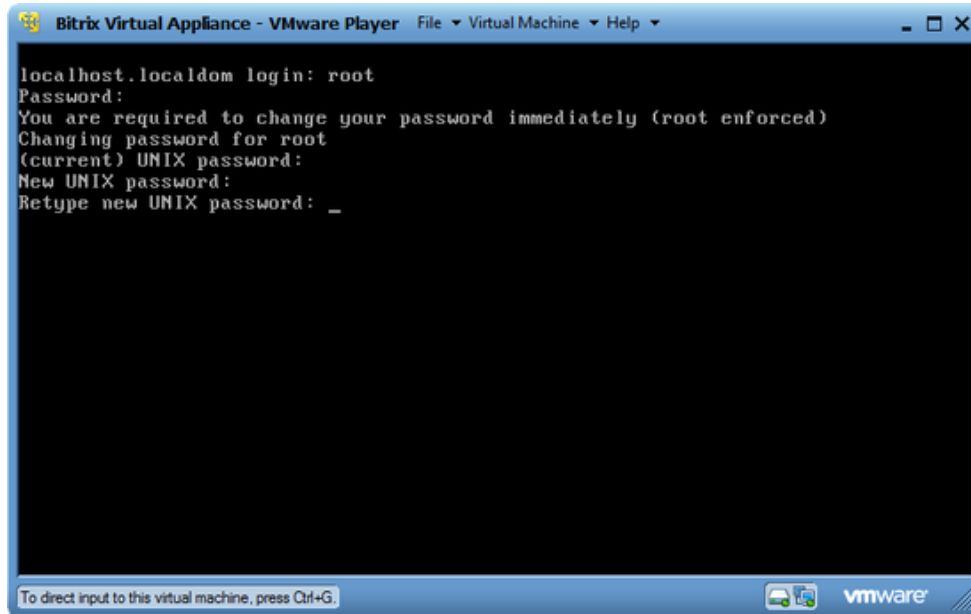 Bitrix Virtual Appliance - VMware Player File Virtual Machine Help
localhost.localdom login: root
Password:
You are required to change your password immediately (root enforced)
Changing password for root
(current) UNIX password:
New UNIX password:
Retype new UNIX password: _
To direct input to this virtual machine, press Ctrl+G.
vmware